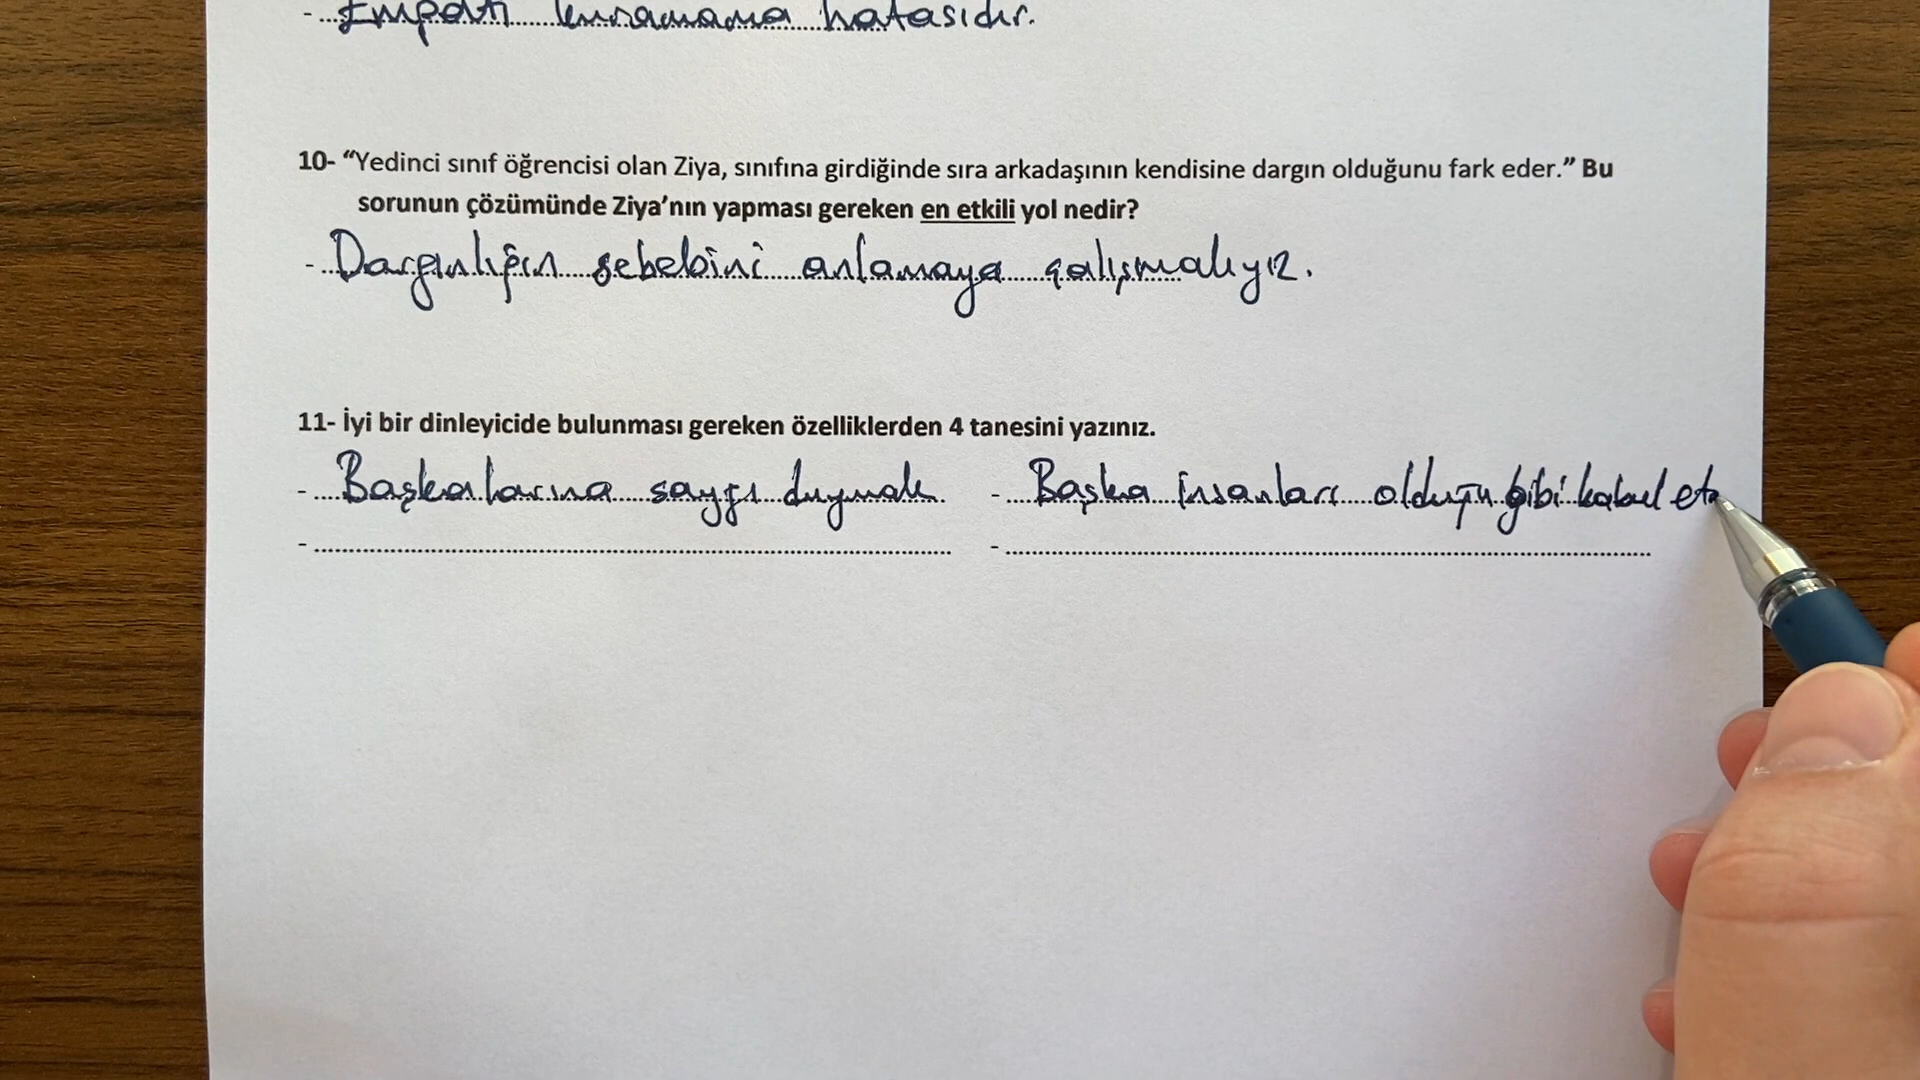 - Empati kuramama hatasıdır.
10- “Yedinci sınıf öğrencisi olan Ziya, sınıfına girdiğinde sıra arkadaşının kendisine dargın olduğunu fark eder.” Bu
sorunun çözümünde Ziya’nın yapması gereken en etkili yol nedir?
- Dargınlığın sebebini anlamaya çalışmalıyız.
11- İyi bir dinleyicide bulunması gereken özelliklerden 4 tanesini yazınız.
- Başkalarına saygı duymak - Başka insanları olduğu gibi kabul et
- -